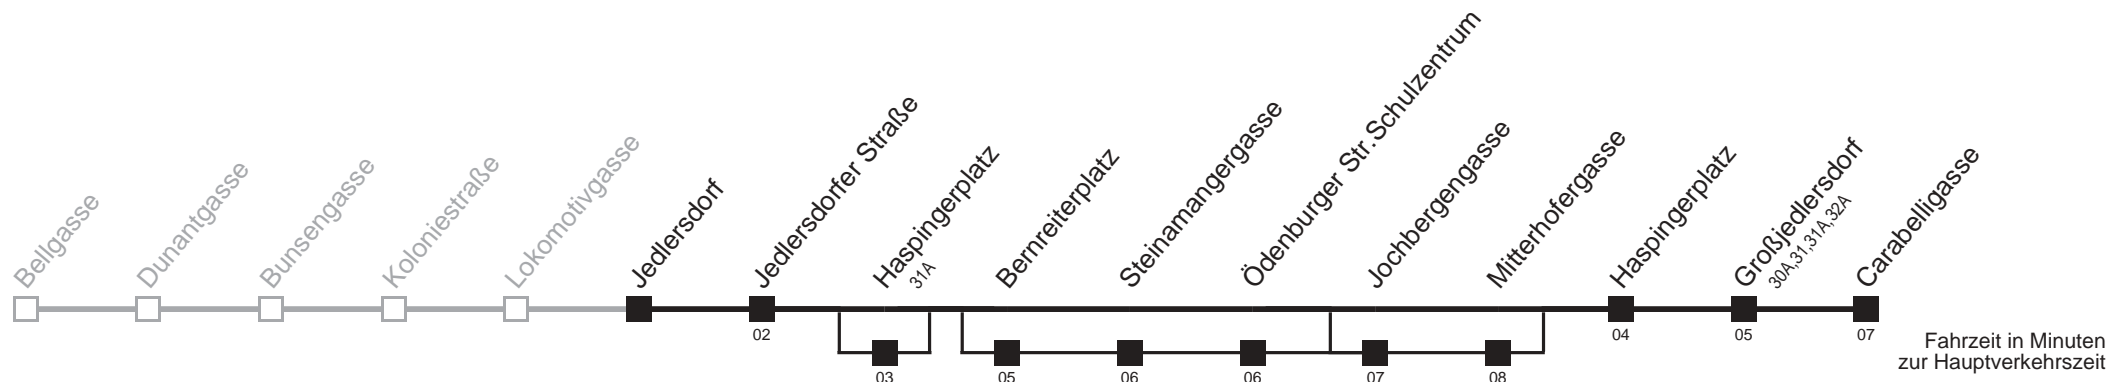 Bellgasse
Dunantgasse
Bunsengasse
Koloniestraße
Lokomotivgasse
Jedlersdorf
Jedlersdorfer Straße
Haspingerplatz
31A
Bernreiterplatz
Steinamangergasse
Ödenburger Str.Schulzentrum
Jochbergengasse
Mitterhofergasse
Haspingerplatz
Großjedlersdorf
30A,31,31A,32A
Carabelligasse
02
04
05
07
03
05
06
06
07
08
Fahrzeit in Minuten
zur Hauptverkehrszeit